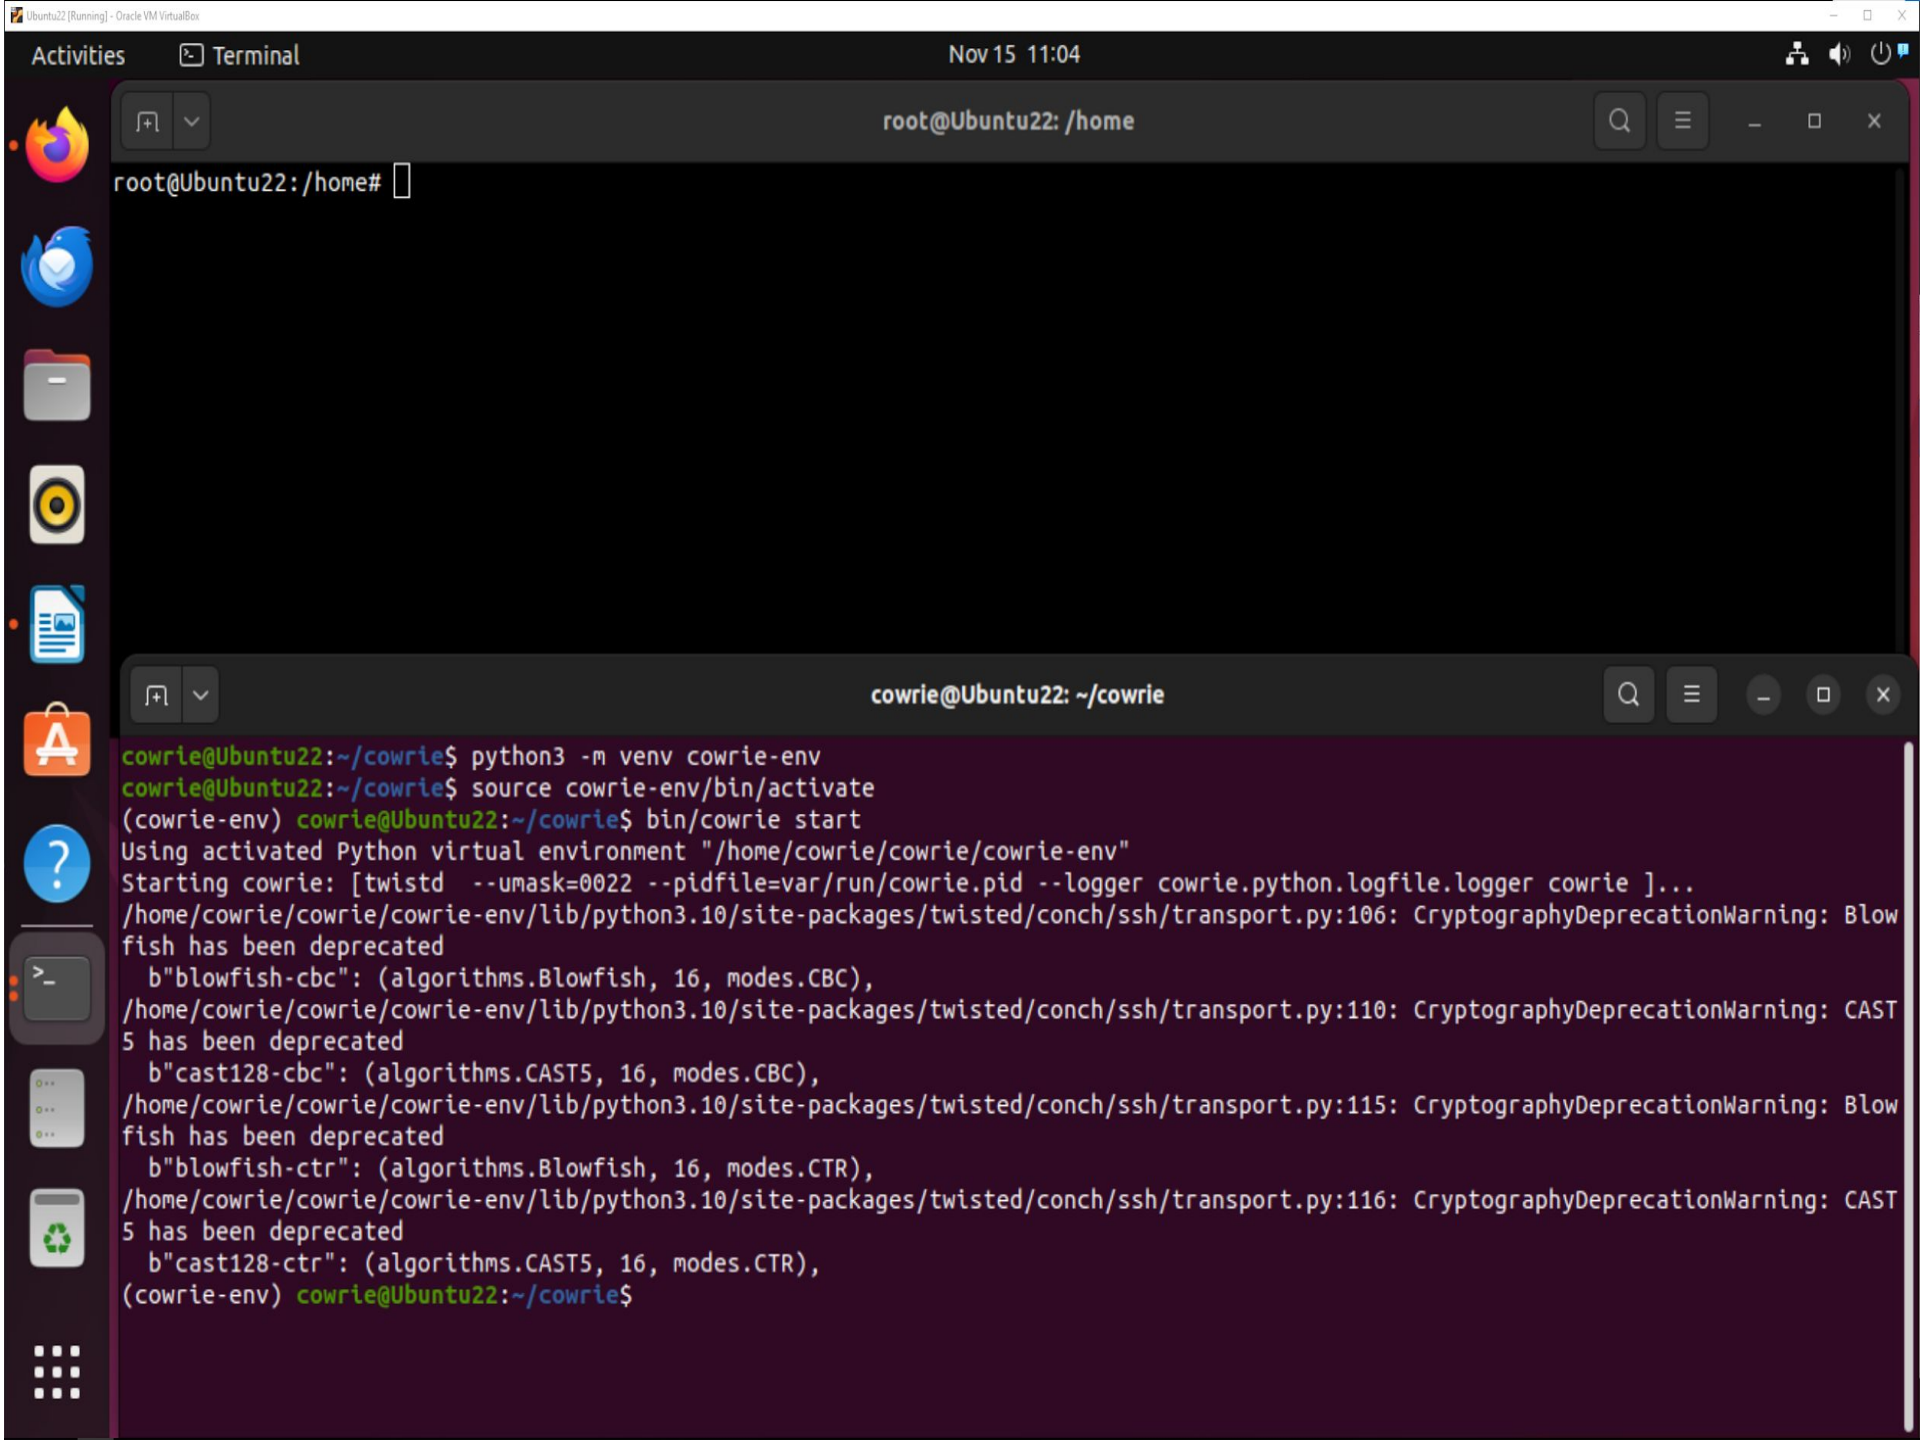 Ubuntu22 [Running] - Oracle VM VirtualBox
Activities
Terminal
Nov 15 11:04
root@Ubuntu22: /home
root@Ubuntu22:/home#
cowrie@Ubuntu22: ~/cowrie
cowrie@Ubuntu22:~/cowrie$ python3 -m venv cowrie-env
cowrie@Ubuntu22:~/cowrie$ source cowrie-env/bin/activate
(cowrie-env) cowrie@Ubuntu22:~/cowrie$ bin/cowrie start
Using activated Python virtual environment "/home/cowrie/cowrie/cowrie-env"
Starting cowrie: [twistd  --umask=0022 --pidfile=var/run/cowrie.pid --logger cowrie.python.logfile.logger cowrie ]...
/home/cowrie/cowrie/cowrie-env/lib/python3.10/site-packages/twisted/conch/ssh/transport.py:106: CryptographyDeprecationWarning: Blow
fish has been deprecated
  b"blowfish-cbc": (algorithms.Blowfish, 16, modes.CBC),
/home/cowrie/cowrie/cowrie-env/lib/python3.10/site-packages/twisted/conch/ssh/transport.py:110: CryptographyDeprecationWarning: CAST
5 has been deprecated
  b"cast128-cbc": (algorithms.CAST5, 16, modes.CBC),
/home/cowrie/cowrie/cowrie-env/lib/python3.10/site-packages/twisted/conch/ssh/transport.py:115: CryptographyDeprecationWarning: Blow
fish has been deprecated
  b"blowfish-ctr": (algorithms.Blowfish, 16, modes.CTR),
/home/cowrie/cowrie/cowrie-env/lib/python3.10/site-packages/twisted/conch/ssh/transport.py:116: CryptographyDeprecationWarning: CAST
5 has been deprecated
  b"cast128-ctr": (algorithms.CAST5, 16, modes.CTR),
(cowrie-env) cowrie@Ubuntu22:~/cowrie$